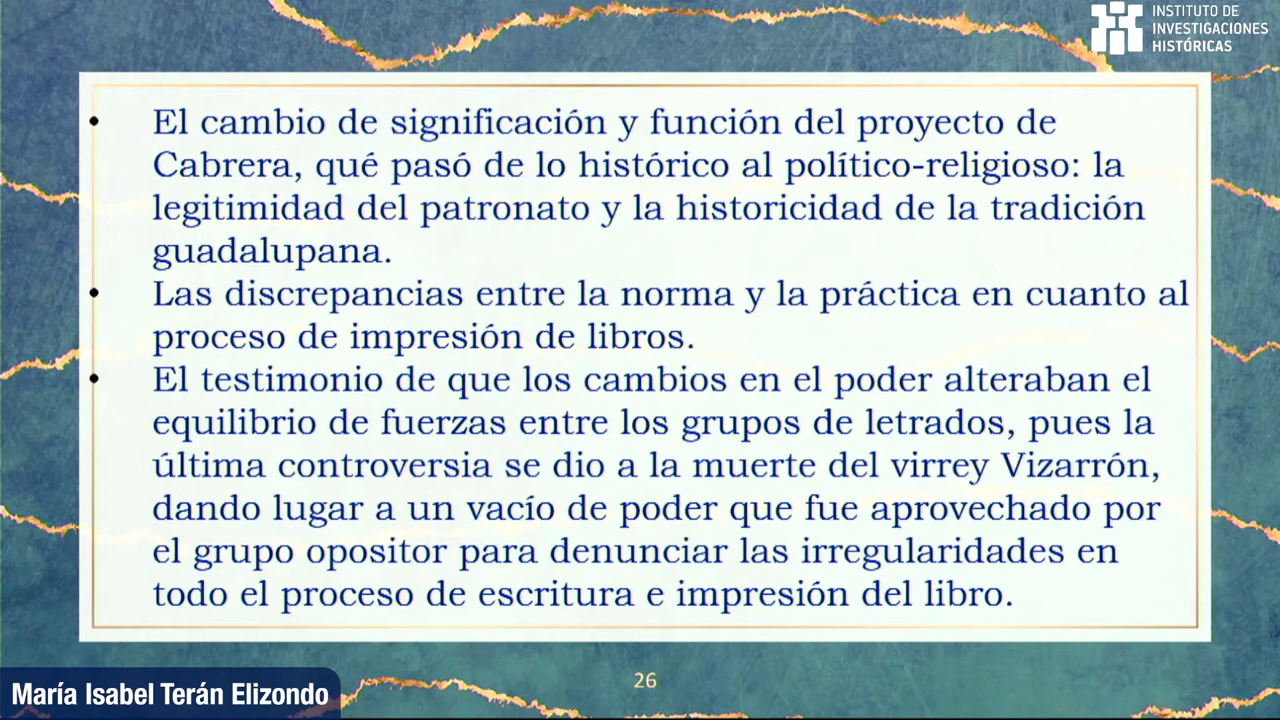 INSTITUTO DE
INVESTIGACIONES
HISTÓRICAS
• El cambio de significación y función del proyecto de
Cabrera, qué pasó de lo histórico al político-religioso: la
legitimidad del patronato y la historicidad de la tradición
guadalupana.
• Las discrepancias entre la norma y la práctica en cuanto al
proceso de impresión de libros.
• El testimonio de que los cambios en el poder alteraban el
equilibrio de fuerzas entre los grupos de letrados, pues la
última controversia se dio a la muerte del virrey Vizarrón,
dando lugar a un vacío de poder que fue aprovechado por
el grupo opositor para denunciar las irregularidades en
todo el proceso de escritura e impresión del libro.
26
María Isabel Terán Elizondo